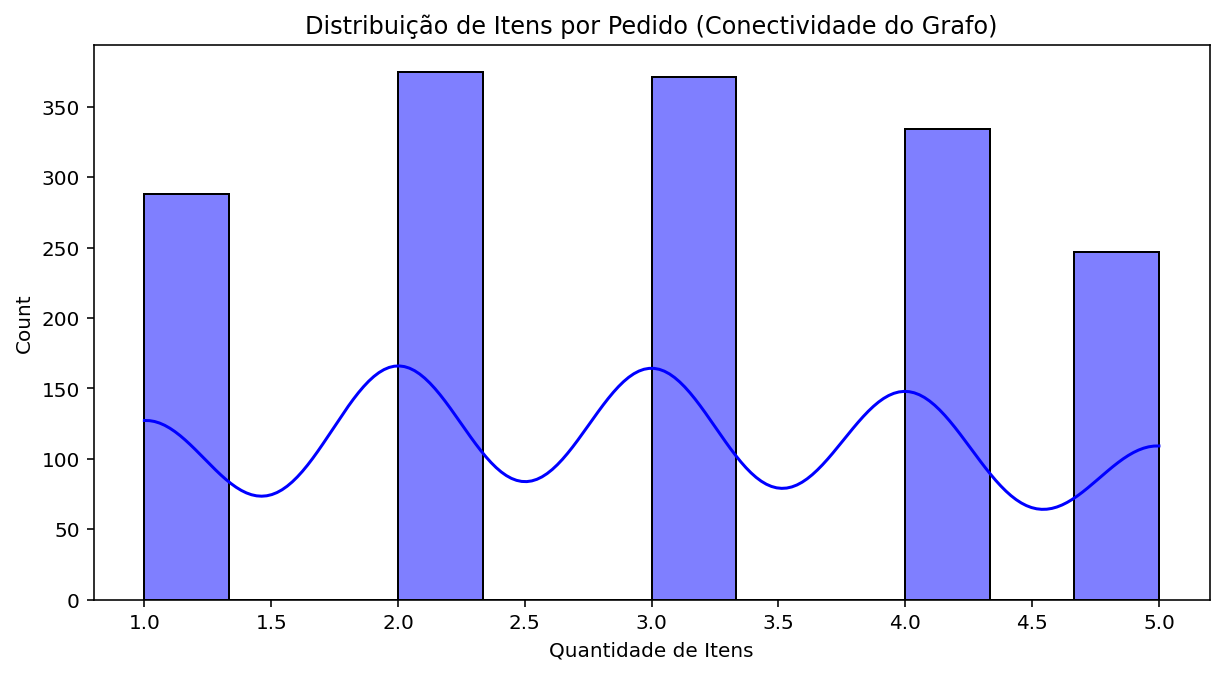 Distribuição de Itens por Pedido (Conectividade do Grafo)
Count
350
300
250
200
150
100
50
0
1.0 1.5 2.0 2.5 3.0 3.5 4.0 4.5 5.0
Quantidade de Itens